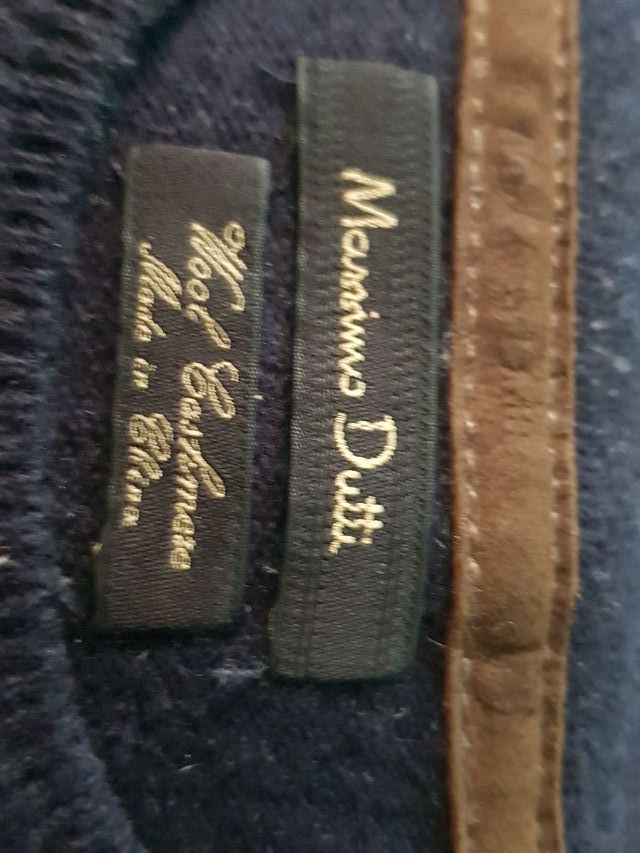 Massimo Dutti
Wool Cashmere
Made in China